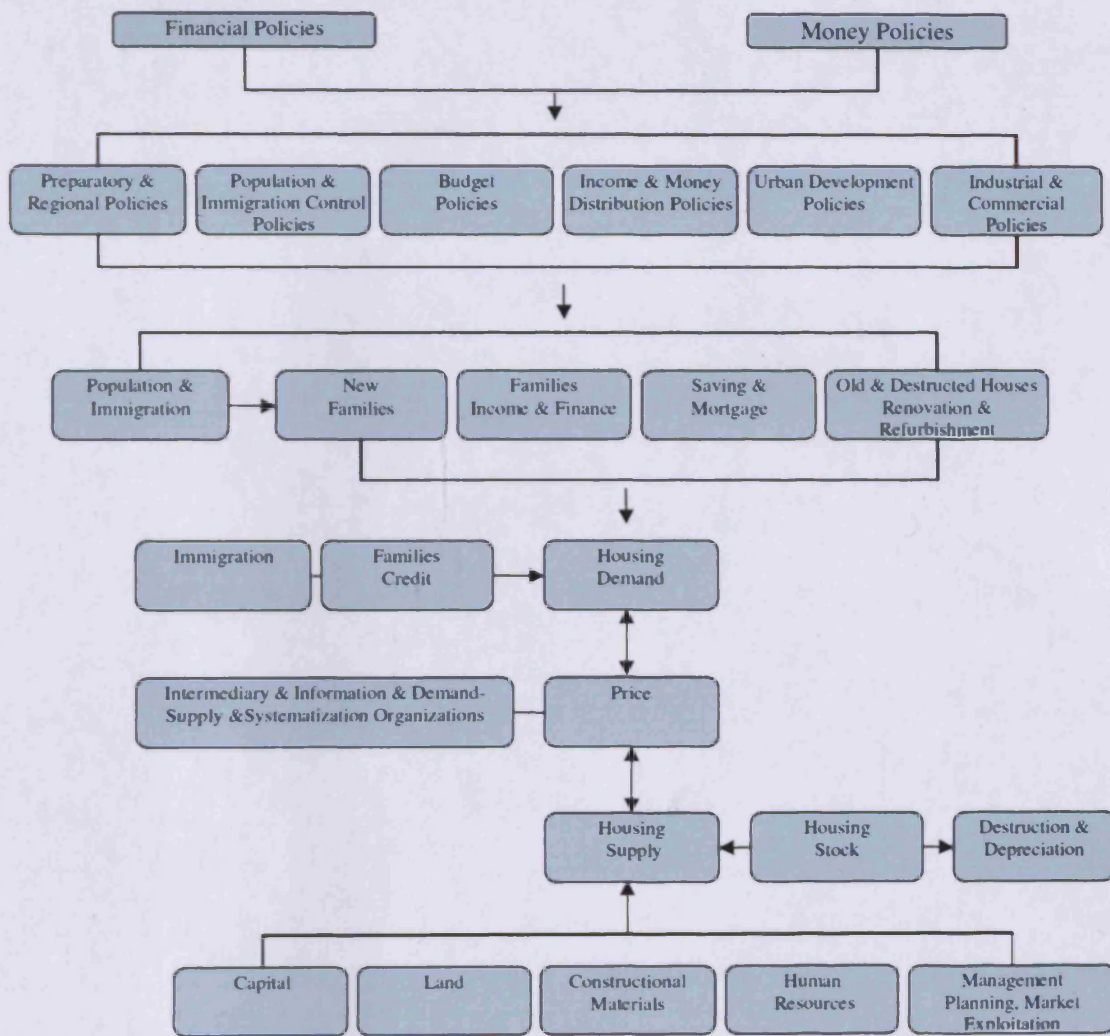 Financial Policies
Money Policies
Preparatory &
Regional Policies
Population &
Immigration Control
Policies
Budget
Policies
Income & Money
Distribution Policies
Urban Development
Policies
Industrial &
Commercial
Policies
Population &
Immigration
New
Families
Families
Income & Finance
Saving &
Mortgage
Old & Destructed Houses
Renovation &
Refurbishment
Immigration
Families
Credit
Housing
Demand
Intermediary & Information & Demand-
Supply &Systematization Organizations
Price
Housing
Supply
Housing
Stock
Destruction &
Depreciation
Capital
Land
Constructional
Materials
Human
Resources
Management
Planning, Market
Exploitation